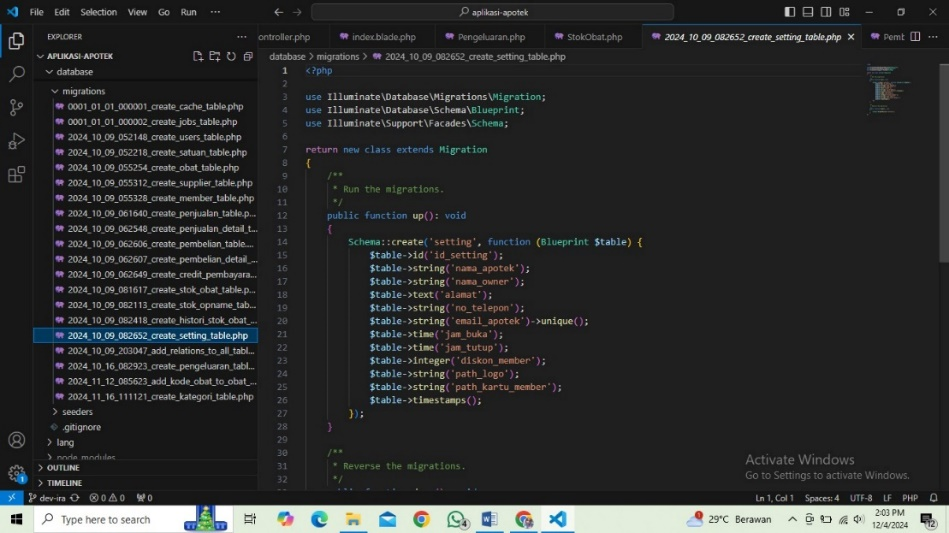 File Edit Selection View Go Run ··· aplikasi-apotek
EXPLORER
APLIKASI-APOTEK
database
migrations
0001_01_01_000001_create_cache_table.php
0001_01_01_000002_create_jobs_table.php
2024_10_09_052148_create_users_table.php
2024_10_09_052218_create_satuan_table.php
2024_10_09_055254_create_obat_table.php
2024_10_09_055312_create_supplier_table.php
2024_10_09_055328_create_member_table.php
2024_10_09_061640_create_penjualan_table.p...
2024_10_09_062548_create_penjualan_detail_t...
2024_10_09_062606_create_pembelian_table....
2024_10_09_062607_create_pembelian_detail_...
2024_10_09_062649_create_credit_pembayara...
2024_10_09_081617_create_stok_obat_table.p...
2024_10_09_082113_create_stok_opname_tab...
2024_10_09_082418_create_histori_stok_obat_...
2024_10_09_082652_create_setting_table.php
2024_10_09_203047_add_relations_to_all_tabl...
2024_10_16_082923_create_pengeluaran_tabl...
2024_11_12_085623_add_kode_obat_to_obat_...
2024_11_16_111121_create_kategori_table.php
seeders
.gitignore
lang
node_modules
OUTLINE
TIMELINE
ontroller.php index.blade.php Pengeluaran.php StokObat.php 2024_10_09_082652_create_setting_table.php Pemb
database > migrations > 2024_10_09_082652_create_setting_table.php
1 <?php
2
3 use Illuminate\Database\Migrations\Migration;
4 use Illuminate\Database\Schema\Blueprint;
5 use Illuminate\Support\Facades\Schema;
6
7 return new class extends Migration
8 {
9 /**
10 * Run the migrations.
11 */
12 public function up(): void
13 {
14 Schema::create('setting', function (Blueprint $table) {
15 $table->id('id_setting');
16 $table->string('nama_apotek');
17 $table->string('nama_owner');
18 $table->text('alamat');
19 $table->string('no_telepon');
20 $table->string('email_apotek')->unique();
21 $table->time('jam_buka');
22 $table->time('jam_tutup');
23 $table->integer('diskon_member');
24 $table->string('path_logo');
25 $table->string('path_kartu_member');
26 $table->timestamps();
27 });
28 }
29
30 /**
31 * Reverse the migrations.
32 */
Activate Windows
Go to Settings to activate Windows.
dev-ira 0 0 0 Ln 1, Col 1 Spaces: 4 UTF-8 LF PHP
Type here to search 4 29°C Berawan 2:03 PM
12/4/2024 12